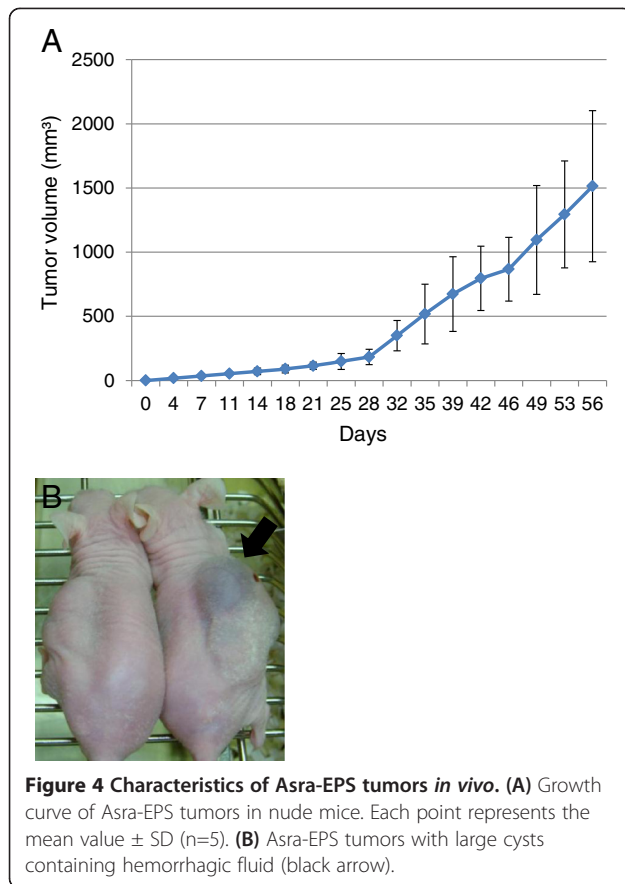 A
2500
2000
1500
1000
500
0
Tumor volume (mm³)
0 4 7 11 14 18 21 25 28 32 35 39 42 46 49 53 56
Days
B
Figure 4 Characteristics of Asra-EPS tumors in vivo. (A) Growth
curve of Asra-EPS tumors in nude mice. Each point represents the
mean value ± SD (n=5). (B) Asra-EPS tumors with large cysts
containing hemorrhagic fluid (black arrow).